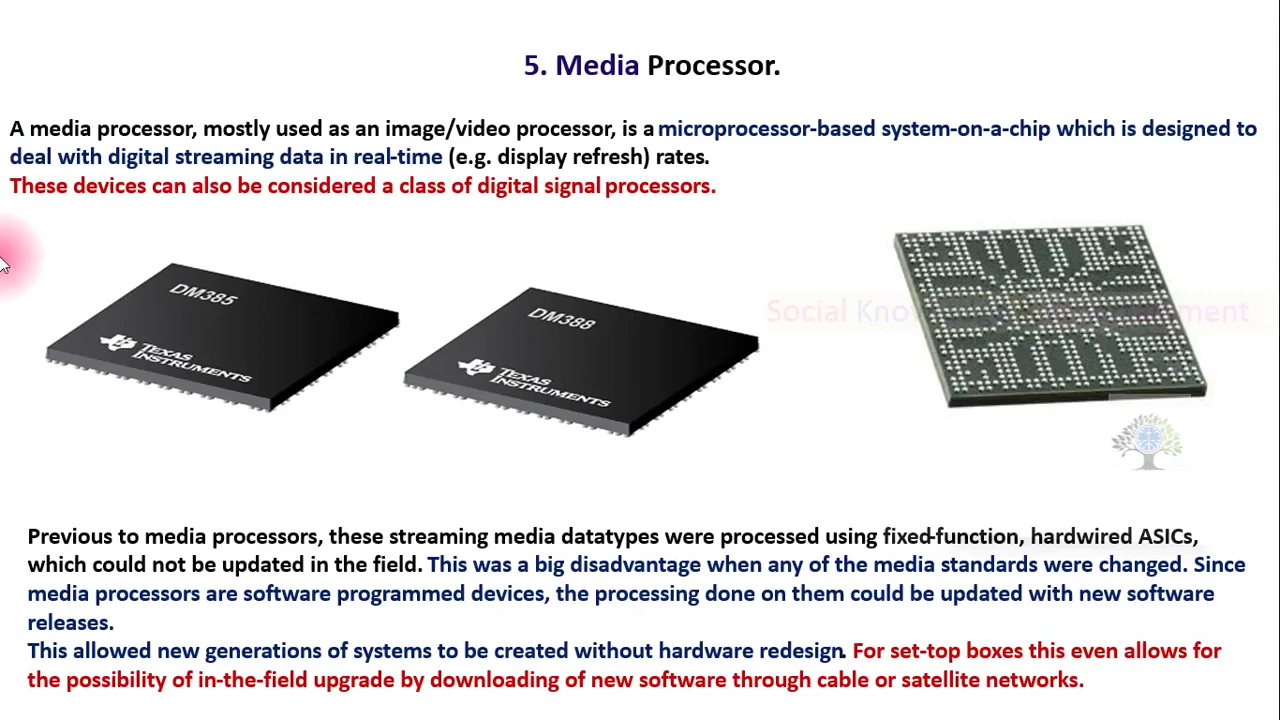 5. Media Processor.
A media processor, mostly used as an image/video processor, is a microprocessor-based system-on-a-chip which is designed to
deal with digital streaming data in real-time (e.g. display refresh) rates.
These devices can also be considered a class of digital signal processors.
DM385
TEXAS
INSTRUMENTS
DM388
TEXAS
INSTRUMENTS
Social
Previous to media processors, these streaming media datatypes were processed using fixed-function, hardwired ASICs,
which could not be updated in the field. This was a big disadvantage when any of the media standards were changed. Since
media processors are software programmed devices, the processing done on them could be updated with new software
releases.
This allowed new generations of systems to be created without hardware redesign. For set-top boxes this even allows for
the possibility of in-the-field upgrade by downloading of new software through cable or satellite networks.